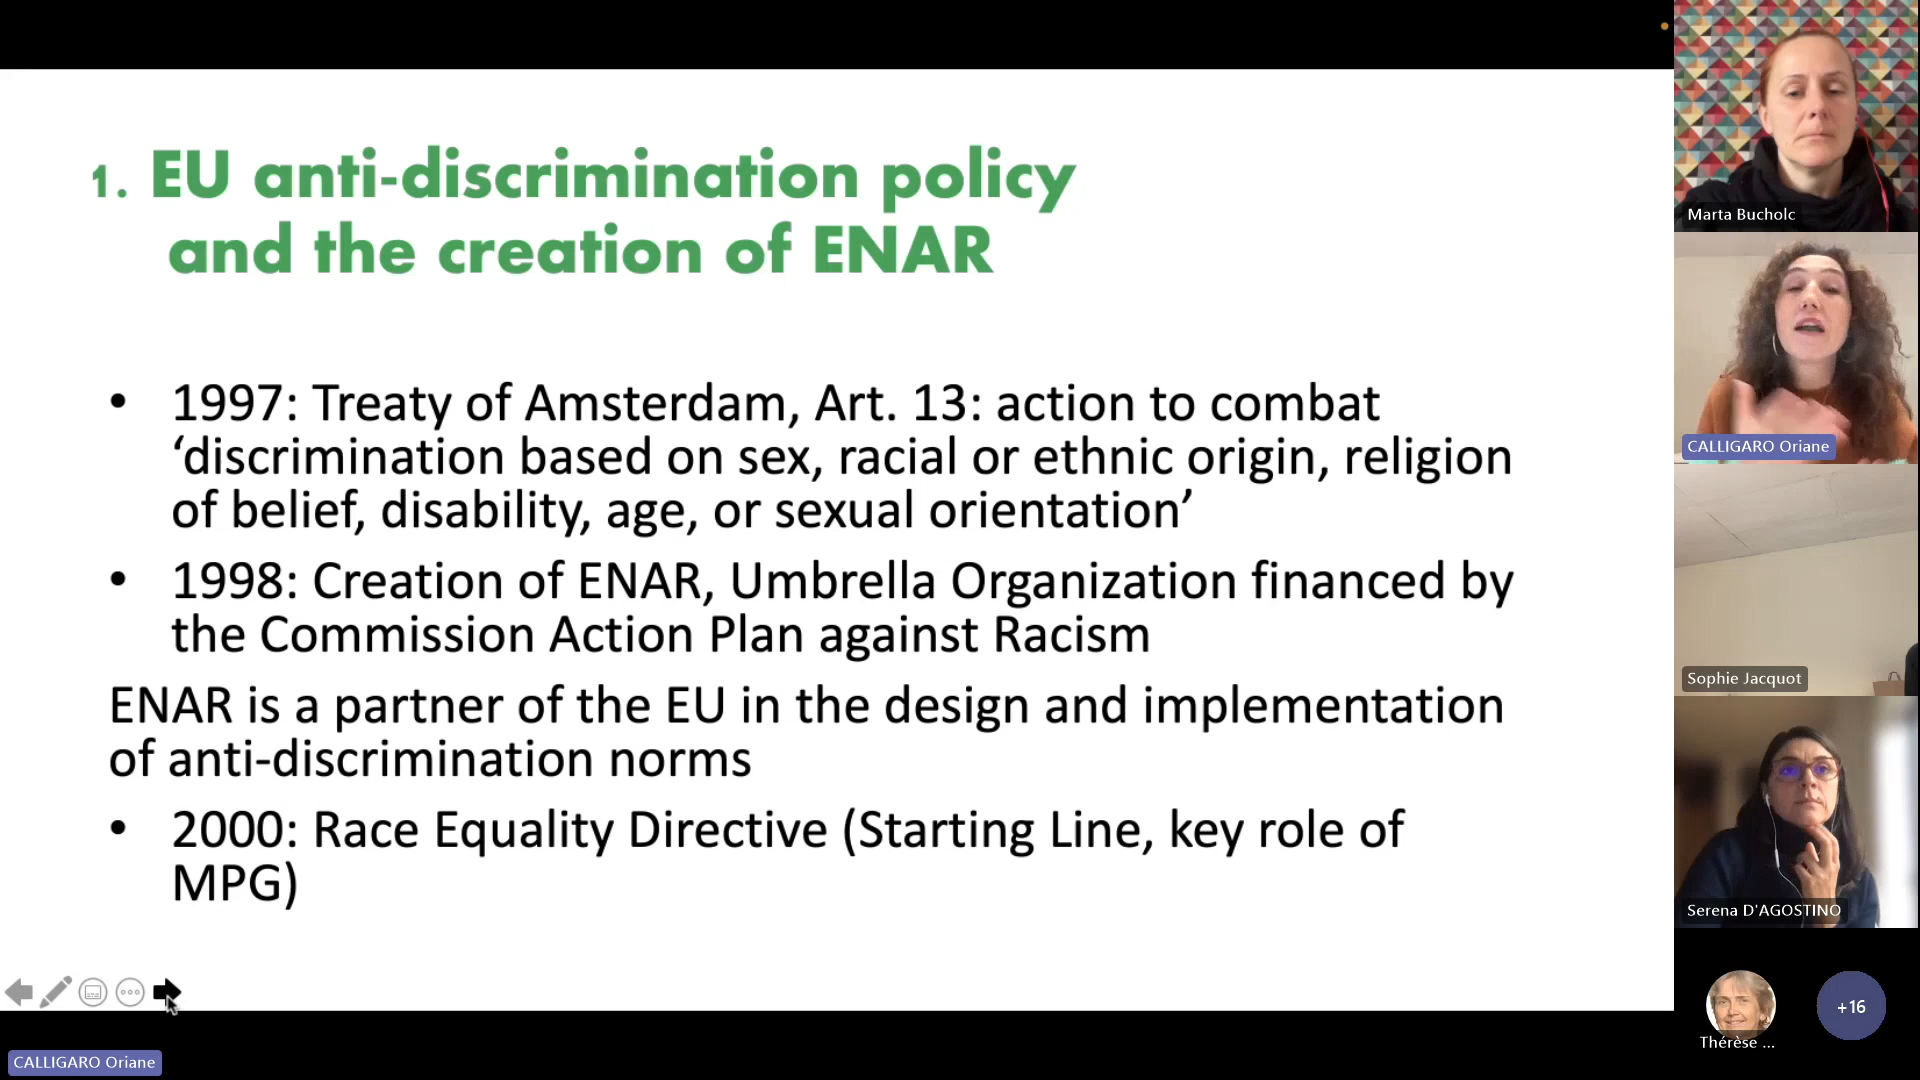 1. EU anti-discrimination policy
and the creation of ENAR
• 1997: Treaty of Amsterdam, Art. 13: action to combat
‘discrimination based on sex, racial or ethnic origin, religion
of belief, disability, age, or sexual orientation’
• 1998: Creation of ENAR, Umbrella Organization financed by
the Commission Action Plan against Racism
ENAR is a partner of the EU in the design and implementation
of anti-discrimination norms
• 2000: Race Equality Directive (Starting Line, key role of
MPG)
CALLIGARO Oriane
Marta Bucholc
CALLIGARO Oriane
Sophie Jacquot
Serena D'AGOSTINO
Thérèse ...
+16